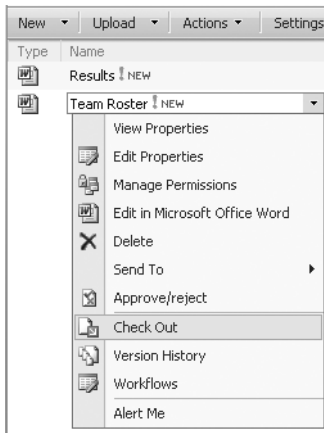 New Upload Actions Settings
Type Name
Results ! NEW
Team Roster ! NEW
View Properties
Edit Properties
Manage Permissions
Edit in Microsoft Office Word
Delete
Send To
Approve/reject
Check Out
Version History
Workflows
Alert Me